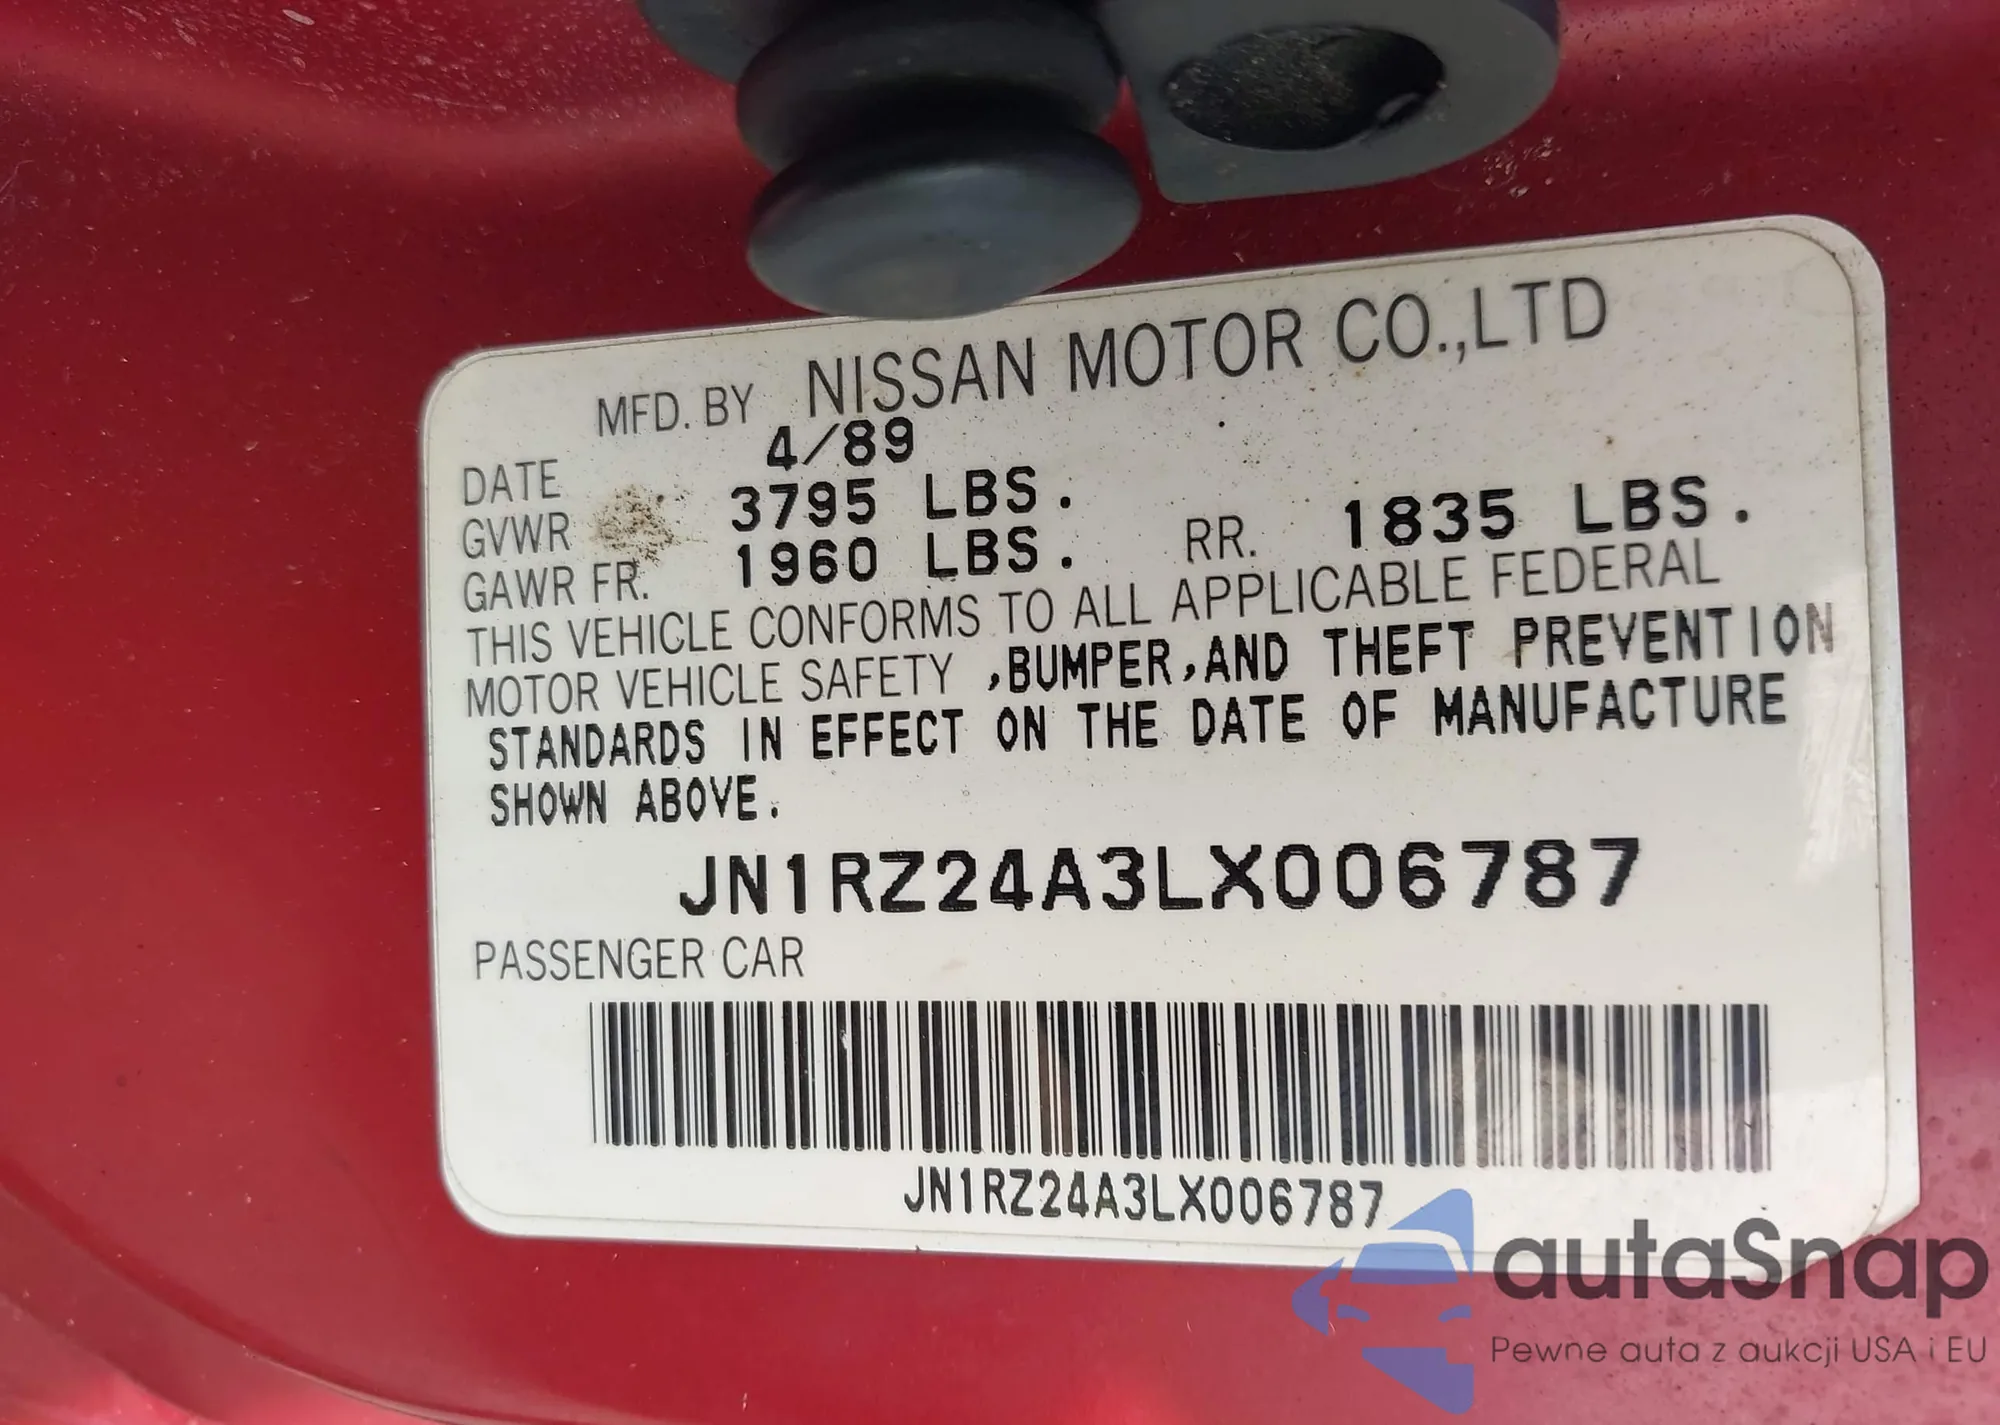 MFD. BY NISSAN MOTOR CO.,LTD
DATE 4/89
GVWR 3795 LBS.
GAWR FR. 1960 LBS. RR. 1835 LBS.
THIS VEHICLE CONFORMS TO ALL APPLICABLE FEDERAL
MOTOR VEHICLE SAFETY ,BUMPER,AND THEFT PREVENTION
STANDARDS IN EFFECT ON THE DATE OF MANUFACTURE
SHOWN ABOVE.
JN1RZ24A3LX006787
PASSENGER CAR
JN1RZ24A3LX006787
autaSnap
Pewne auta z aukcji USA i EU